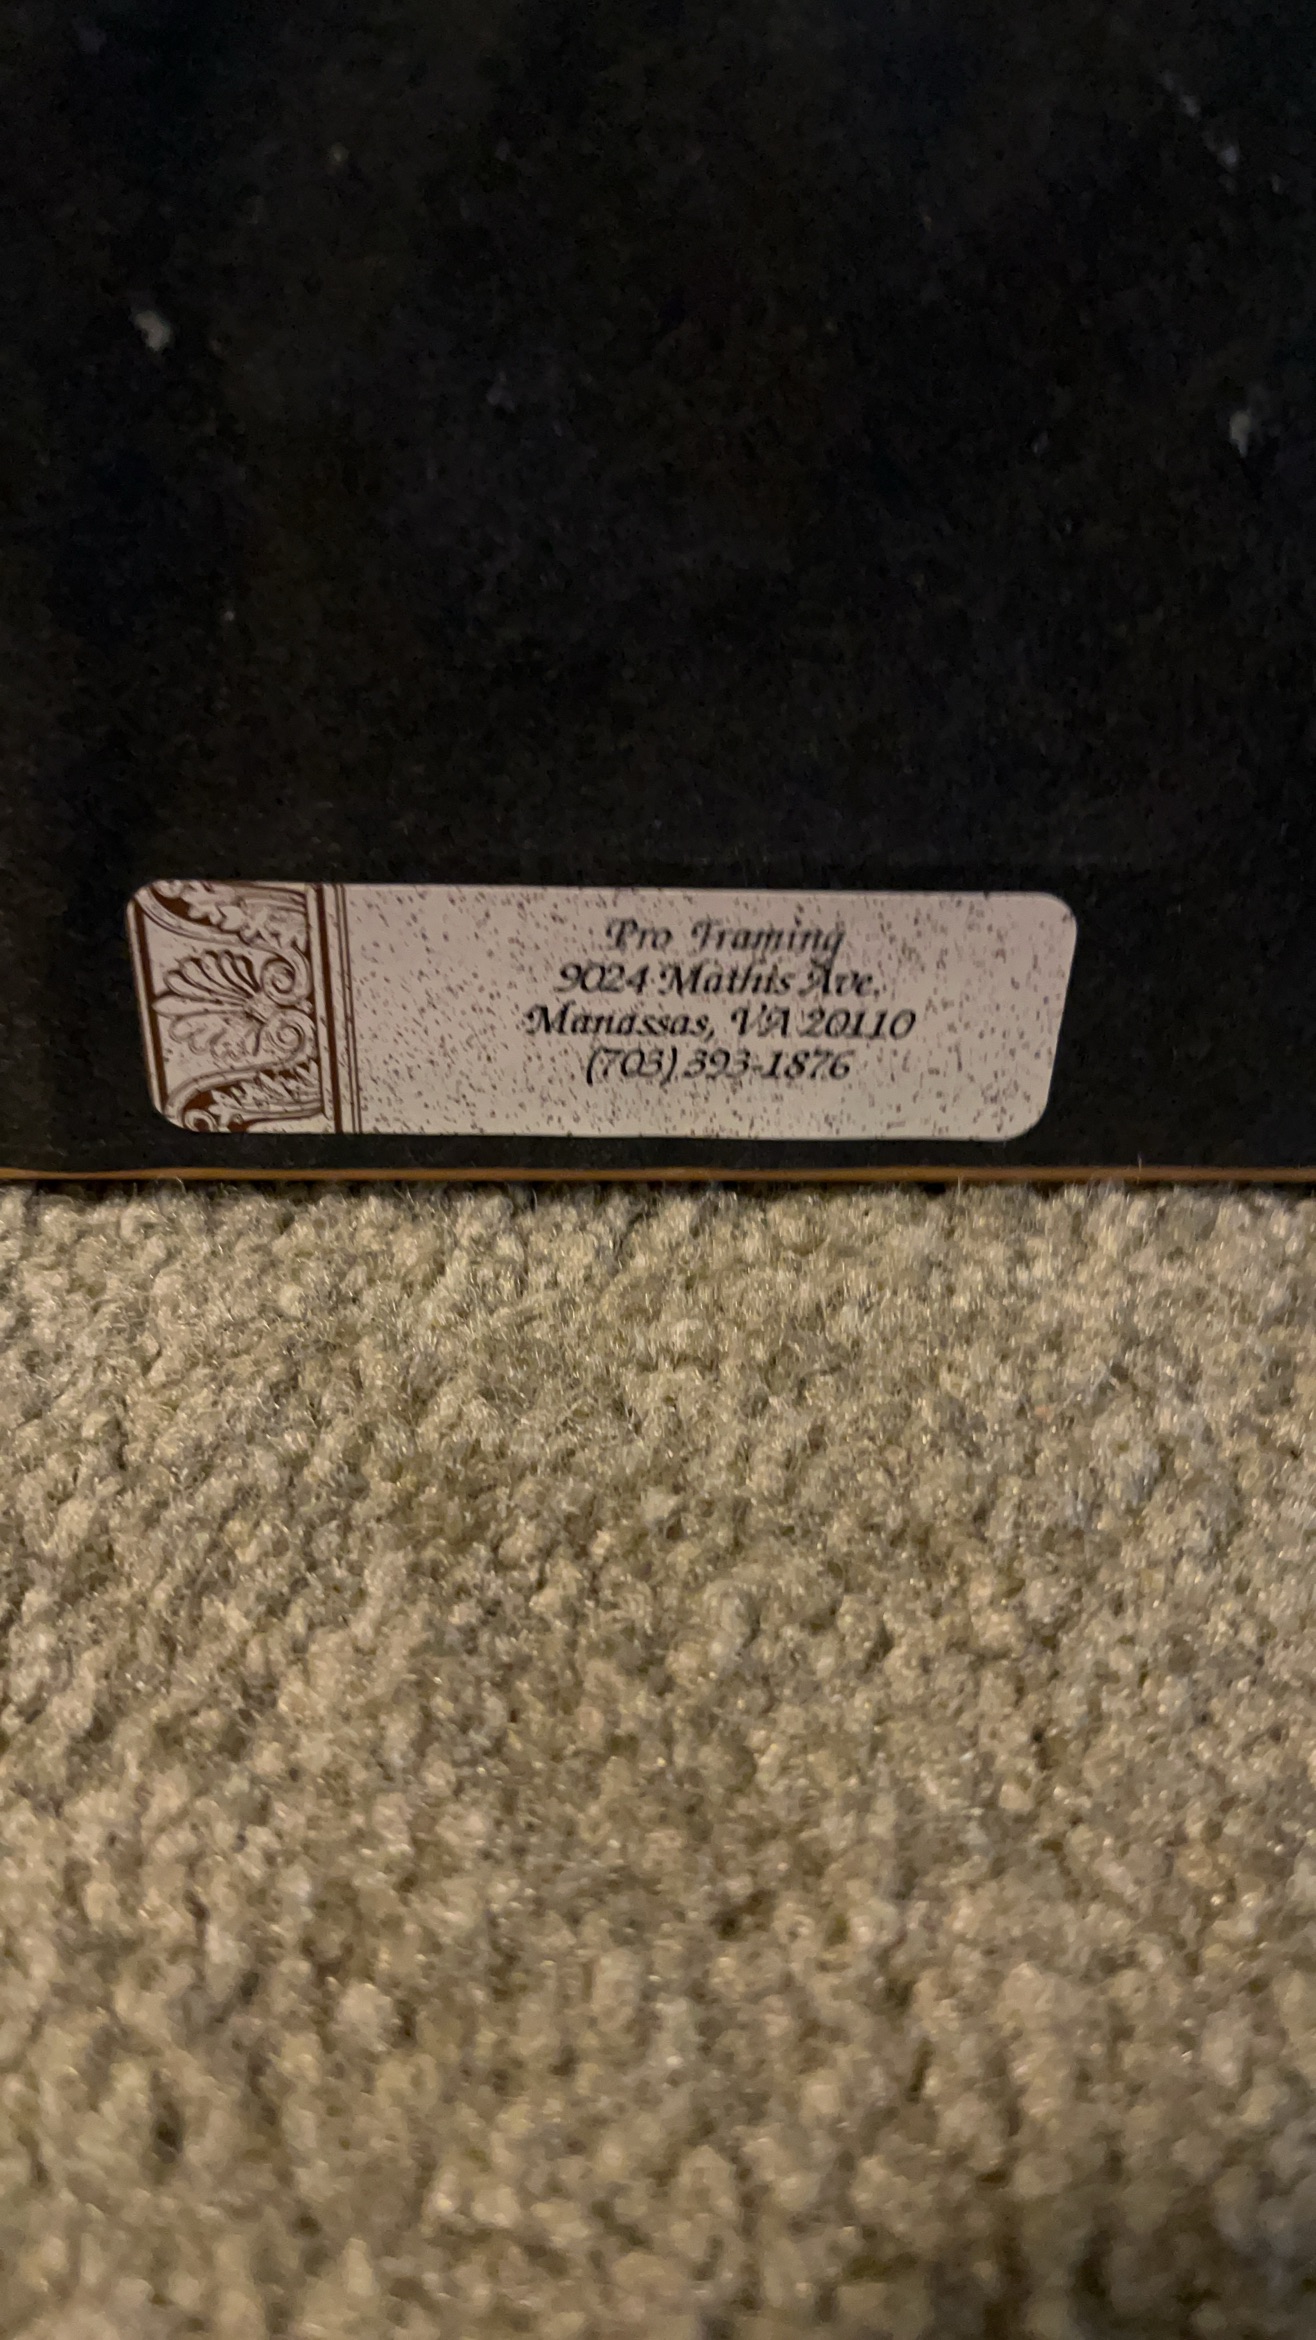 Pro Framing
9024 Mathis Ave.
Manassas, VA 20110
(703) 393-1876